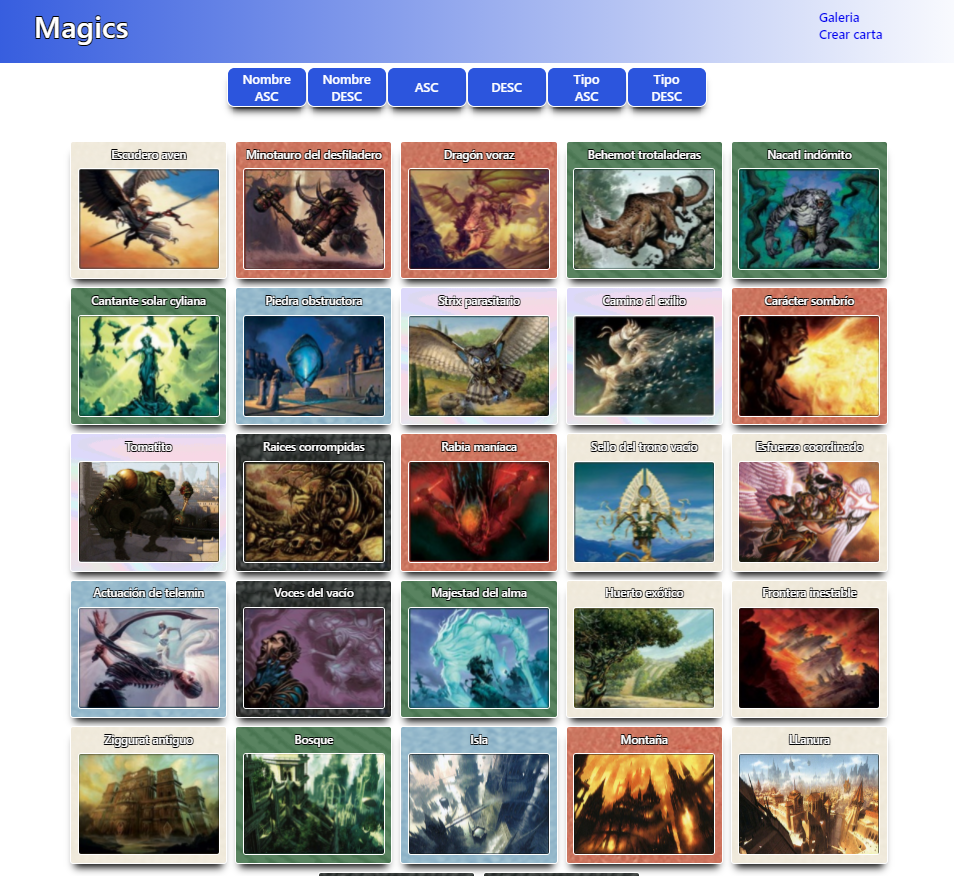 Magics
Galeria
Crear carta
Nombre
ASC
Nombre
DESC
ASC
DESC
Tipo
ASC
Tipo
DESC
Escudero aven
Minotauro del desfiladero
Dragón voraz
Behemot trotaladeras
Nacatl indómito
Cantante solar cyliana
Piedra obstructora
Strix parasitario
Camino al exilio
Carácter sombrío
Tomatito
Raices corrompidas
Rabia maníaca
Sello del trono vacío
Esfuerzo coordinado
Actuación de telemin
Voces del vacío
Majestad del alma
Huerto exótico
Frontera inestable
Ziggurat antiguo
Bosque
Isla
Montaña
LLanura